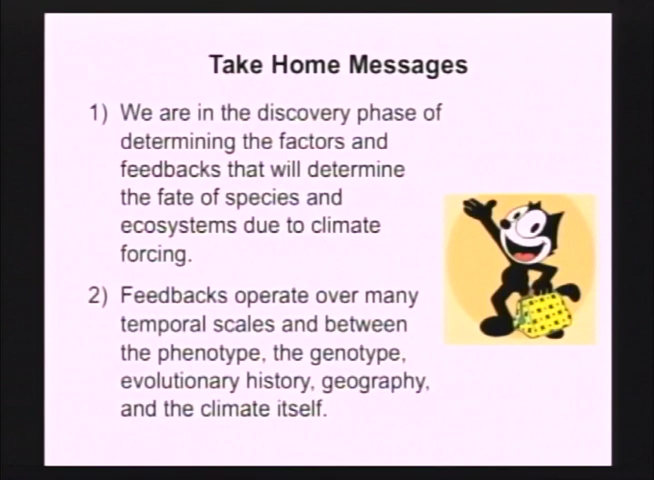 Take Home Messages
1) We are in the discovery phase of
determining the factors and
feedbacks that will determine
the fate of species and
ecosystems due to climate
forcing.
2) Feedbacks operate over many
temporal scales and between
the phenotype, the genotype,
evolutionary history, geography,
and the climate itself.